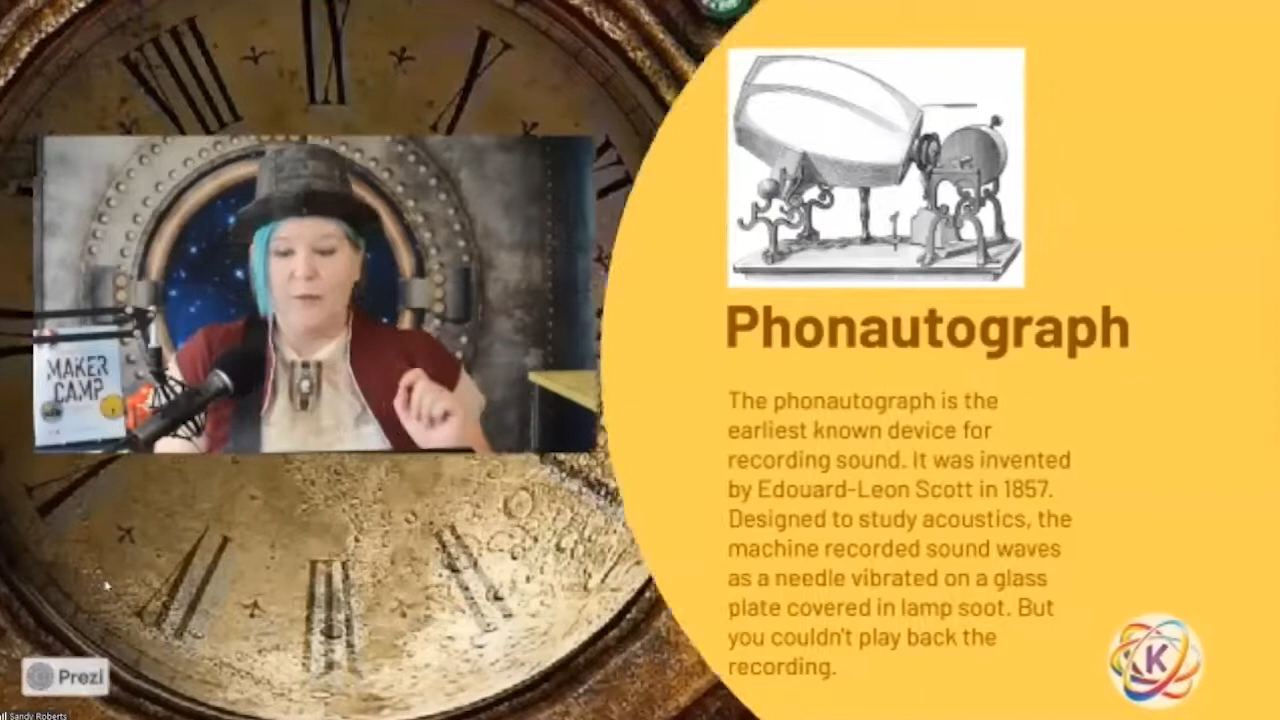 MAKER
CAMP
Phonautograph
The phonautograph is the
earliest known device for
recording sound. It was invented
by Edouard-Leon Scott in 1857.
Designed to study acoustics, the
machine recorded sound waves
as a needle vibrated on a glass
plate covered in lamp soot. But
you couldn't play back the
recording.
K
Prezi
Sandy Roberts